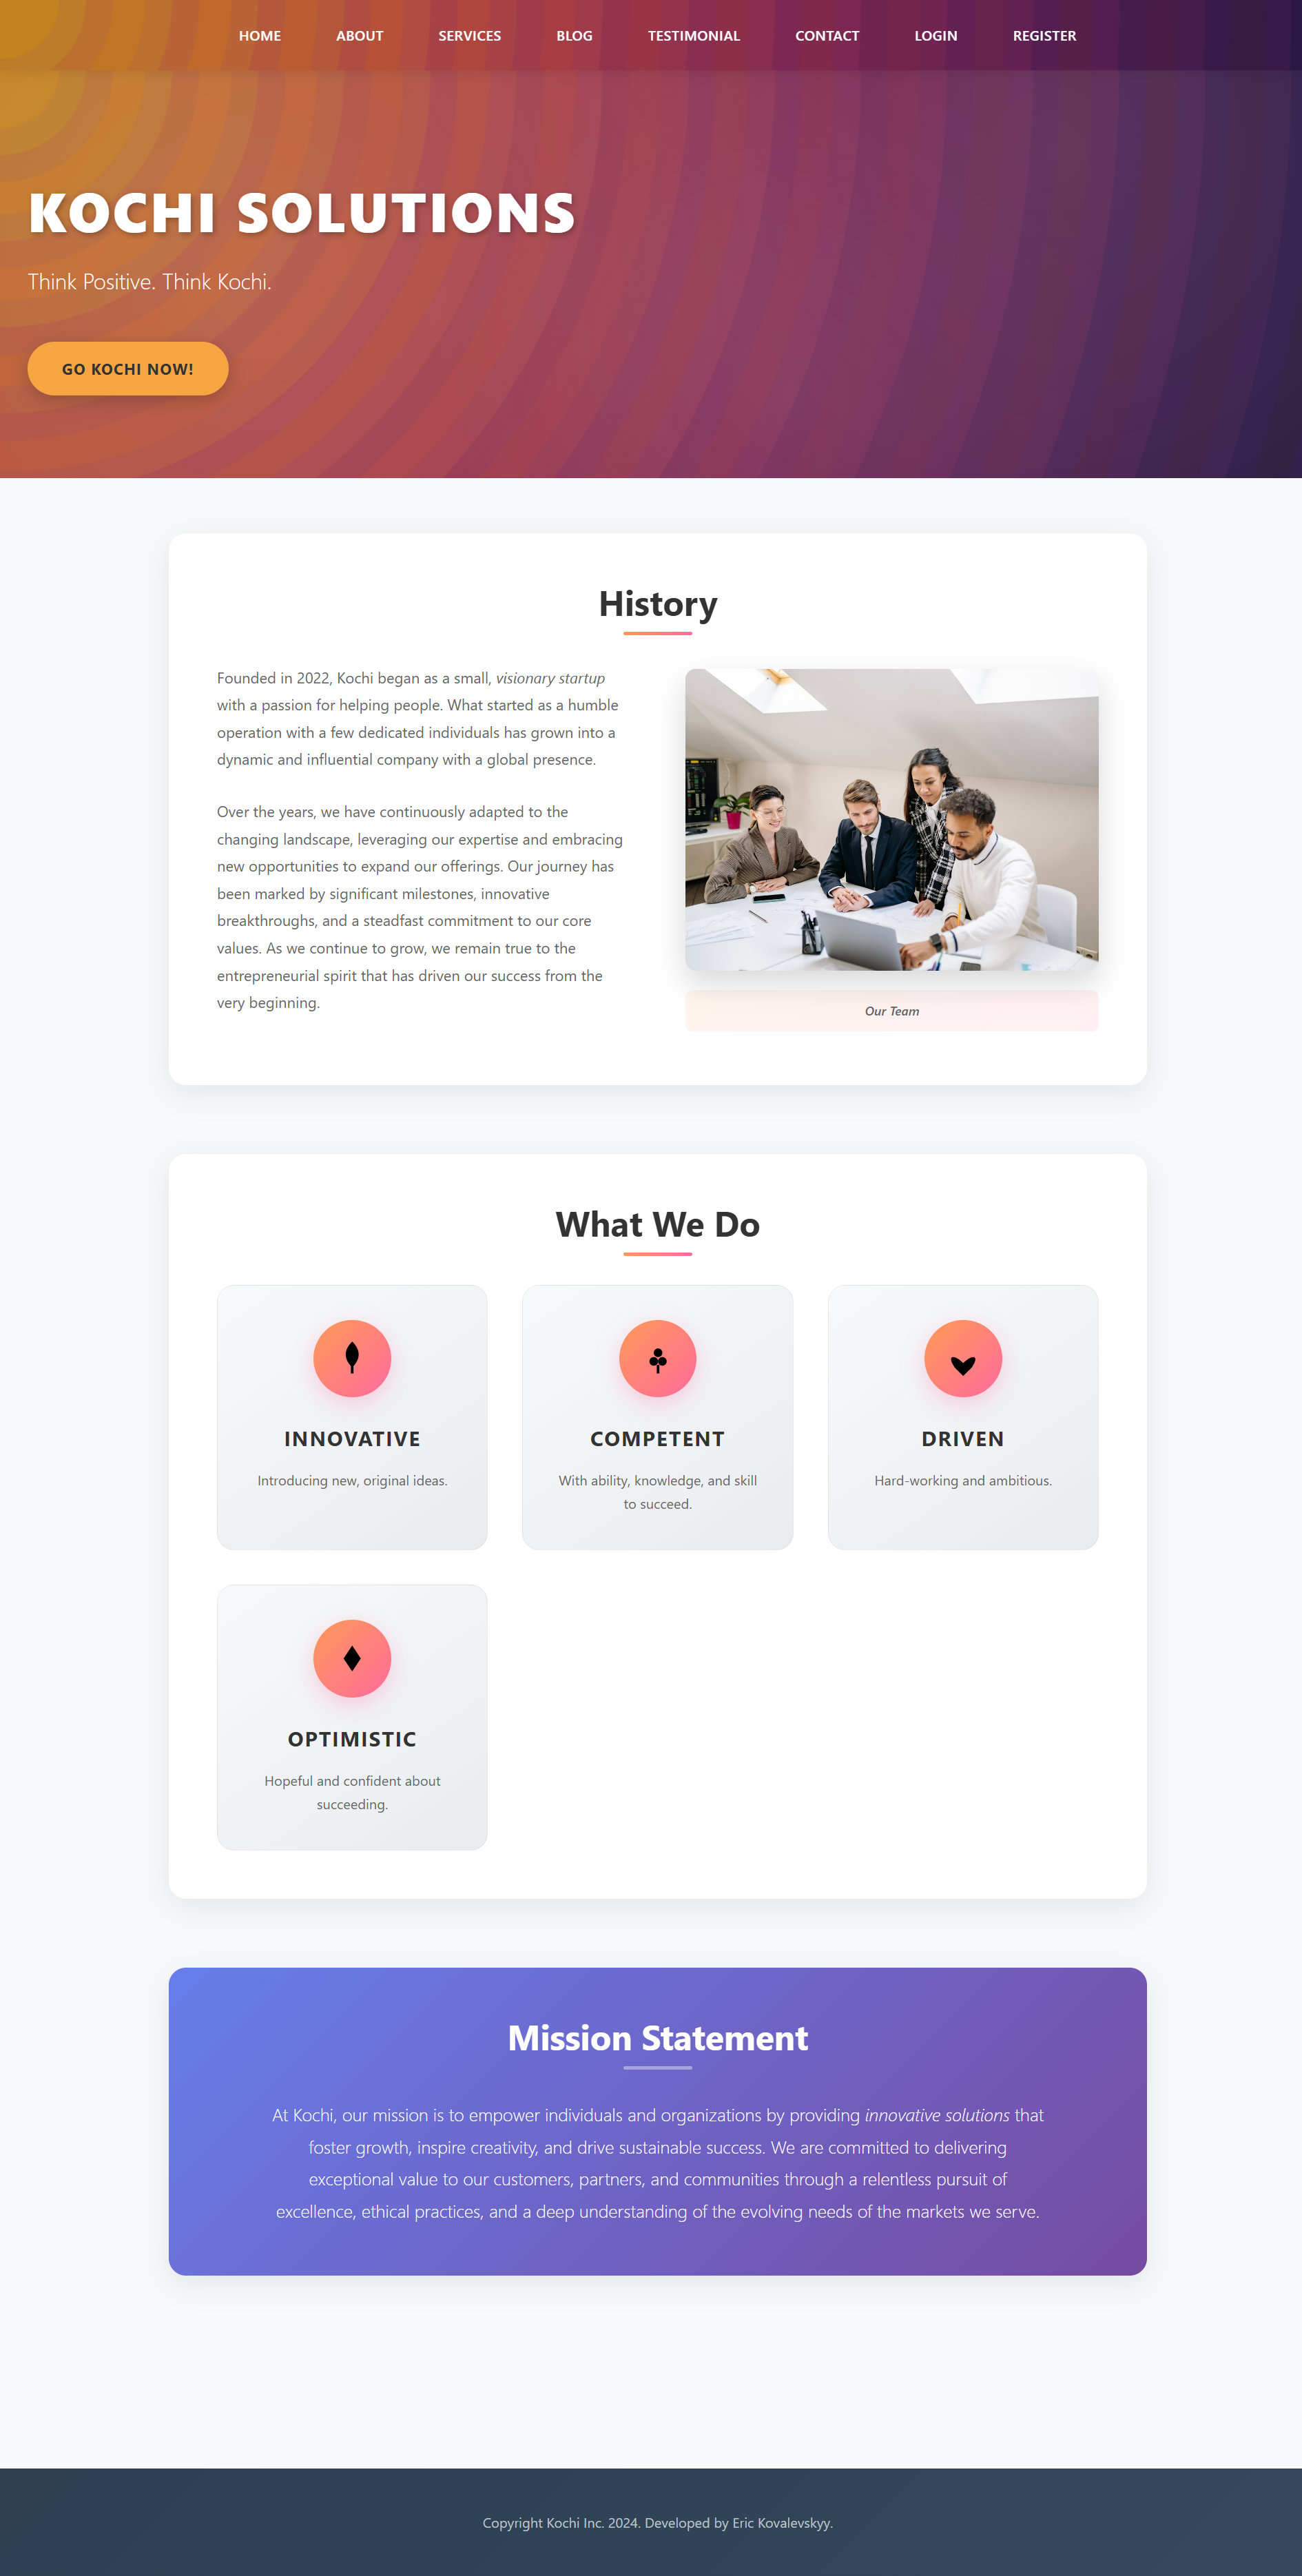 HOME ABOUT SERVICES BLOG TESTIMONIAL CONTACT LOGIN REGISTER
KOCHI SOLUTIONS
Think Positive. Think Kochi.
GO KOCHI NOW!
History
Founded in 2022, Kochi began as a small, visionary startup
with a passion for helping people. What started as a humble
operation with a few dedicated individuals has grown into a
dynamic and influential company with a global presence.
Over the years, we have continuously adapted to the
changing landscape, leveraging our expertise and embracing
new opportunities to expand our offerings. Our journey has
been marked by significant milestones, innovative
breakthroughs, and a steadfast commitment to our core
values. As we continue to grow, we remain true to the
entrepreneurial spirit that has driven our success from the
very beginning.
Our Team
What We Do
INNOVATIVE
Introducing new, original ideas.
COMPETENT
With ability, knowledge, and skill
to succeed.
DRIVEN
Hard-working and ambitious.
OPTIMISTIC
Hopeful and confident about
succeeding.
Mission Statement
At Kochi, our mission is to empower individuals and organizations by providing innovative solutions that
foster growth, inspire creativity, and drive sustainable success. We are committed to delivering
exceptional value to our customers, partners, and communities through a relentless pursuit of
excellence, ethical practices, and a deep understanding of the evolving needs of the markets we serve.
Copyright Kochi Inc. 2024. Developed by Eric Kovalevskyy.